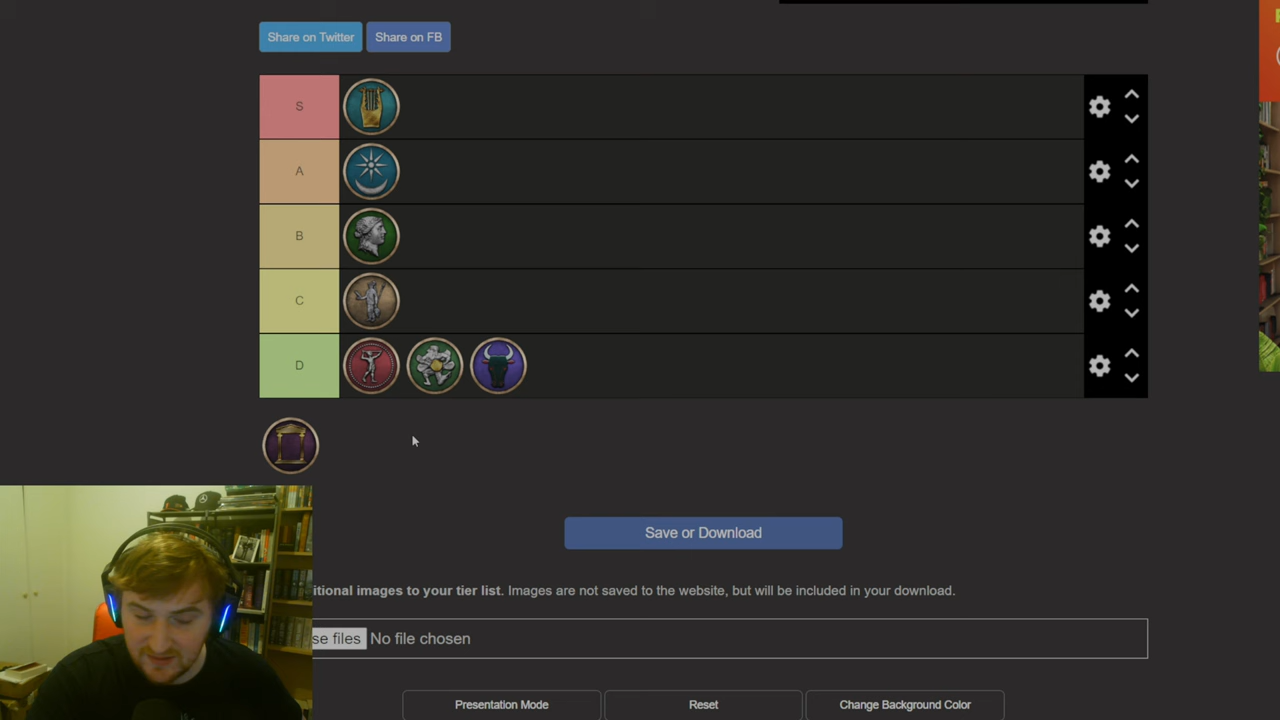 Share on Twitter Share on FB
S
A
B
C
D
Save or Download
itional images to your tier list. Images are not saved to the website, but will be included in your download.
se files No file chosen
Presentation Mode Reset Change Background Color